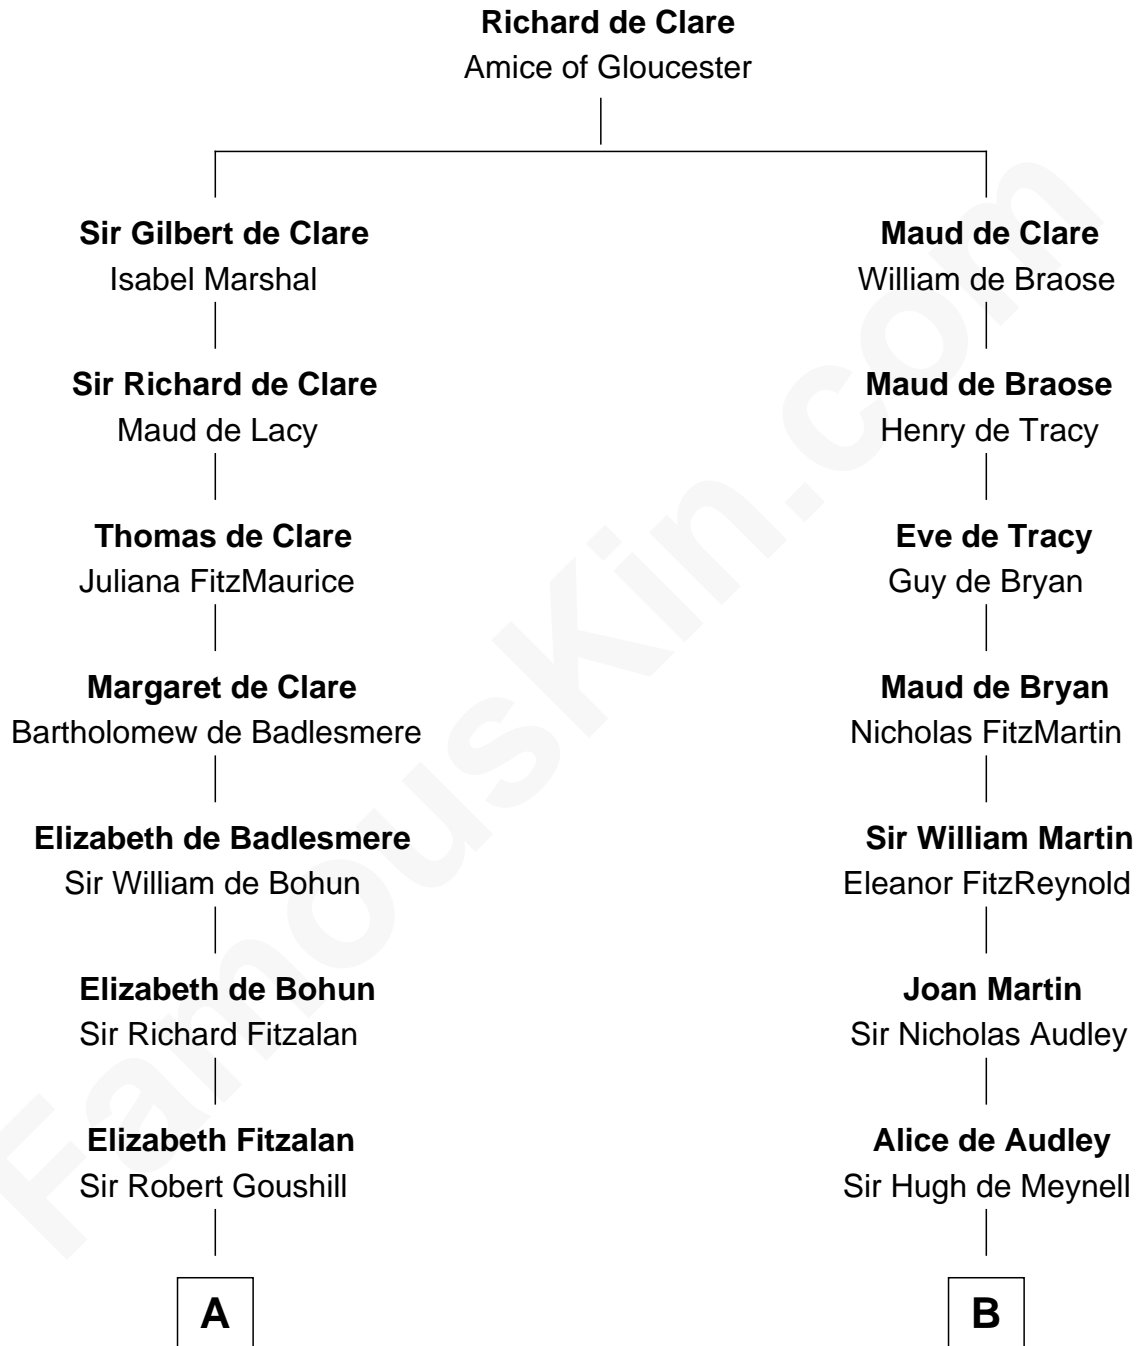 Richard de Clare
Amice of Gloucester
Sir Gilbert de Clare
Isabel Marshal
Sir Richard de Clare
Maud de Lacy
Thomas de Clare
Juliana FitzMaurice
Margaret de Clare
Bartholomew de Badlesmere
Elizabeth de Badlesmere
Sir William de Bohun
Elizabeth de Bohun
Sir Richard Fitzalan
Elizabeth Fitzalan
Sir Robert Goushill
A
Maud de Clare
William de Braose
Maud de Braose
Henry de Tracy
Eve de Tracy
Guy de Bryan
Maud de Bryan
Nicholas FitzMartin
Sir William Martin
Eleanor FitzReynold
Joan Martin
Sir Nicholas Audley
Alice de Audley
Sir Hugh de Meynell
B
FamousKin.com